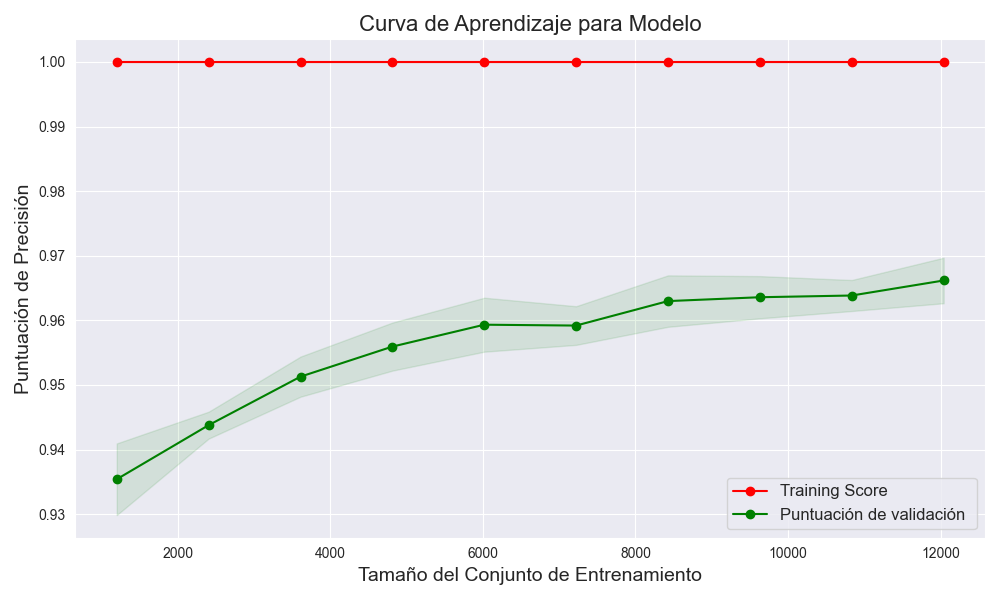 Curva de Aprendizaje para Modelo
Puntuación de Precisión
1.00
0.99
0.98
0.97
0.96
0.95
0.94
0.93
2000
4000
6000
8000
10000
12000
Tamaño del Conjunto de Entrenamiento
Training Score
Puntuación de validación